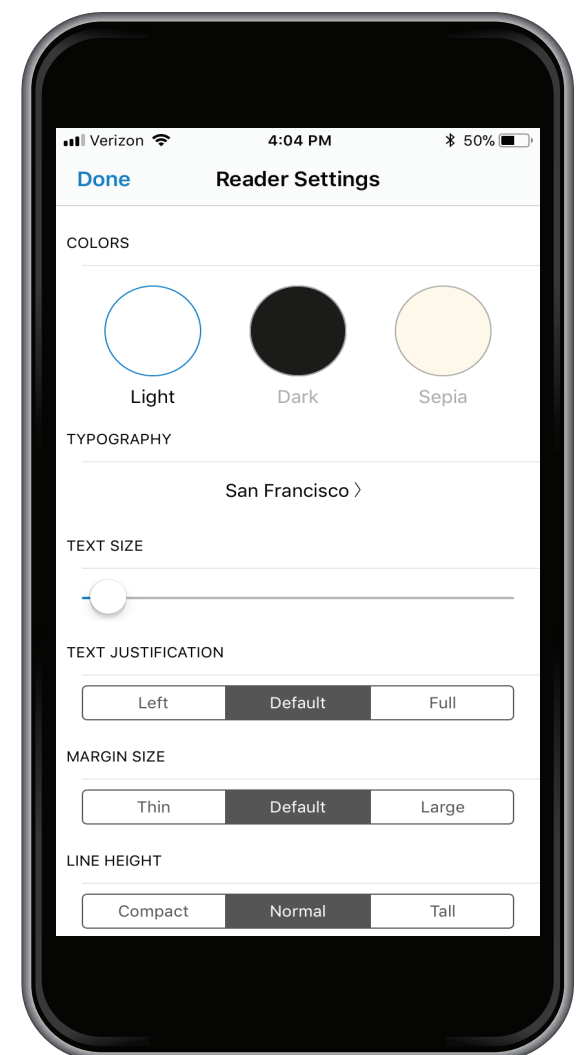 Verizon 4:04 PM 50%
Done Reader Settings
COLORS
Light Dark Sepia
TYPOGRAPHY
San Francisco 〉
TEXT SIZE
TEXT JUSTIFICATION
Left Default Full
MARGIN SIZE
Thin Default Large
LINE HEIGHT
Compact Normal Tall